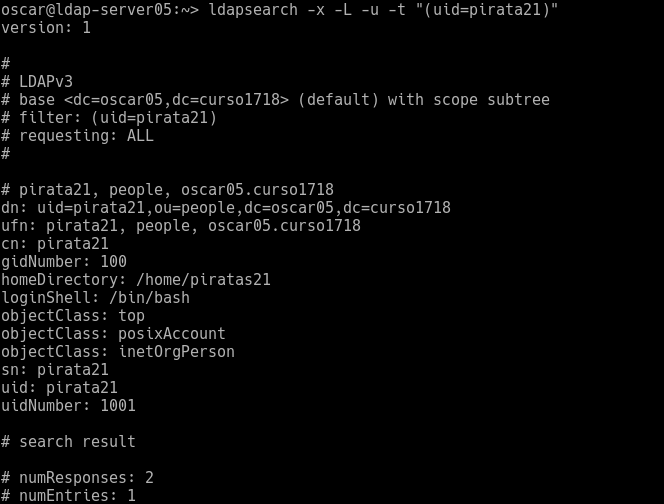 oscar@ldap-server05:~> ldapsearch -x -L -u -t "(uid=pirata21)"
version: 1
#
# LDAPv3
# base <dc=oscar05,dc=curso1718> (default) with scope subtree
# filter: (uid=pirata21)
# requesting: ALL
#
# pirata21, people, oscar05.curso1718
dn: uid=pirata21,ou=people,dc=oscar05,dc=curso1718
ufn: pirata21, people, oscar05.curso1718
cn: pirata21
gidNumber: 100
homeDirectory: /home/piratas21
loginShell: /bin/bash
objectClass: top
objectClass: posixAccount
objectClass: inetOrgPerson
sn: pirata21
uid: pirata21
uidNumber: 1001
# search result
# numResponses: 2
# numEntries: 1